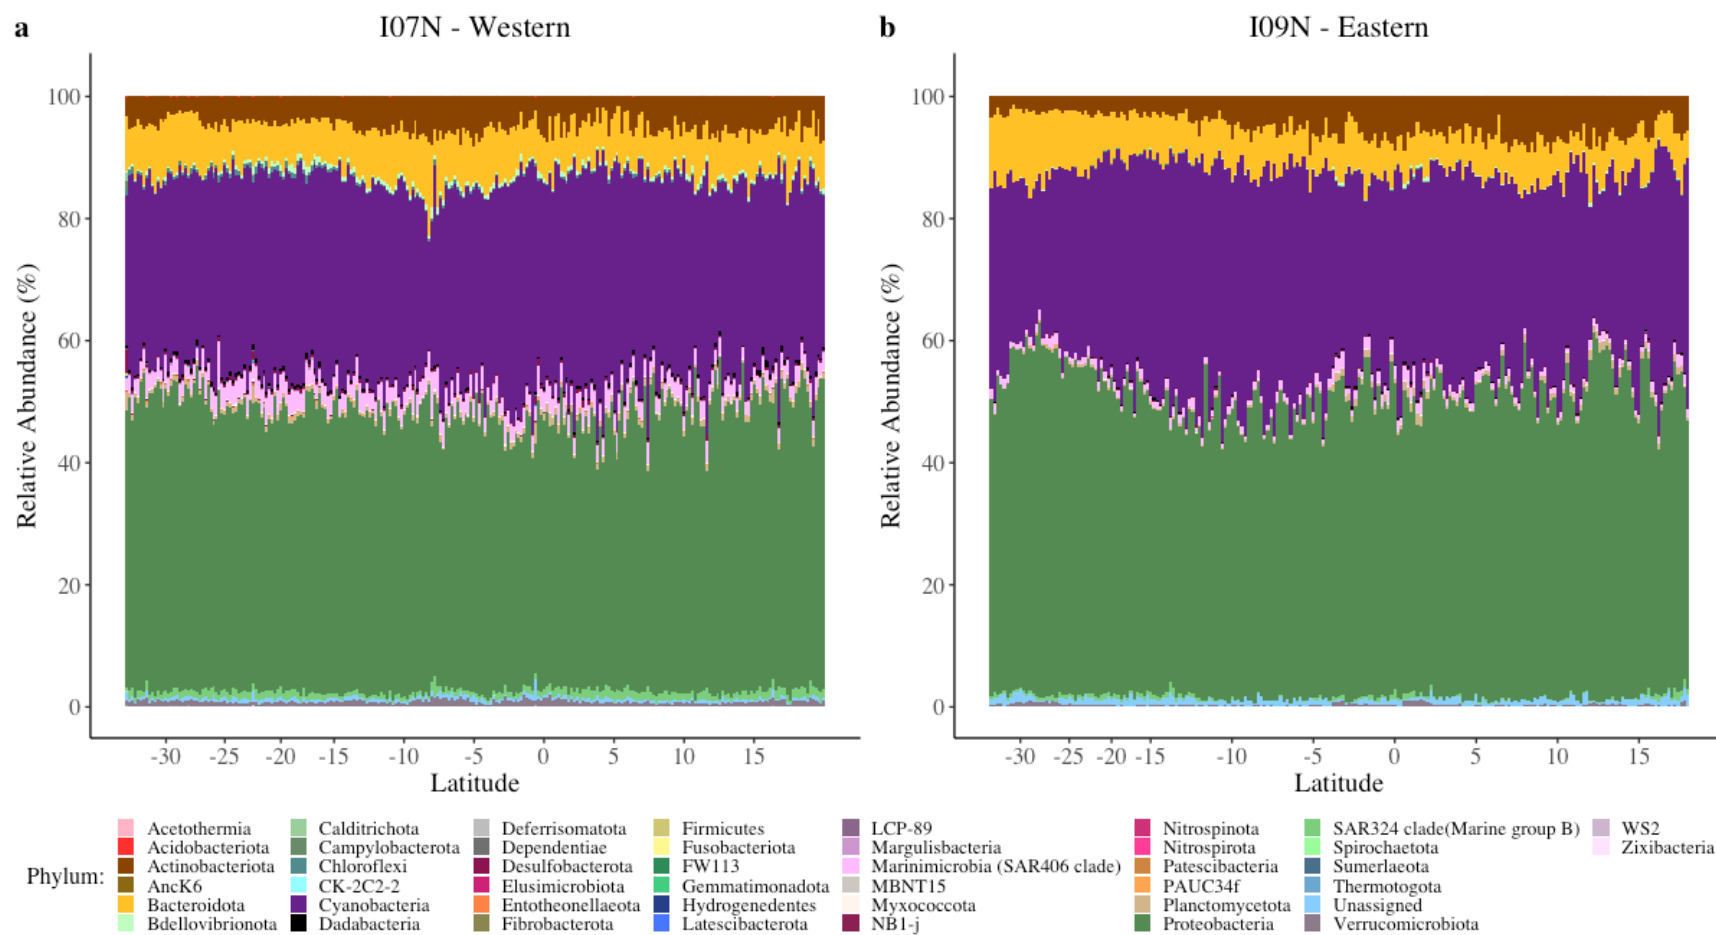 a I07N - Western
b I09N - Eastern
Relative Abundance (%)
100
80
60
40
20
0
-30 -25 -20 -15 -10 -5 0 5 10 15
Latitude
Relative Abundance (%)
100
80
60
40
20
0
-30 -25 -20 -15 -10 -5 0 5 10 15
Latitude
Phylum:
Acetothermia
Acidobacteriota
Actinobacteriota
AncK6
Bacteroidota
Bdellovibrionota
Calditrichota
Campylobacterota
Chloroflexi
CK-2C2-2
Cyanobacteria
Dadabacteria
Deferrisomatota
Dependentiae
Desulfobacterota
Elusimicrobiota
Entotheonellaeota
Fibrobacterota
Firmicutes
Fusobacteriota
FW113
Gemmatimonadota
Hydrogenedentes
Latescibacterota
LCP-89
Margulisbacteria
Marinimicrobia (SAR406 clade)
MBNT15
Myxococcota
NB1-j
Nitrospinota
Nitrospirota
Patescibacteria
PAUC34f
Planctomycetota
Proteobacteria
SAR324 clade(Marine group B)
Spirochaetota
Sumerlaeota
Thermotogota
Unassigned
Verrucomicrobiota
WS2
Zixibacteria